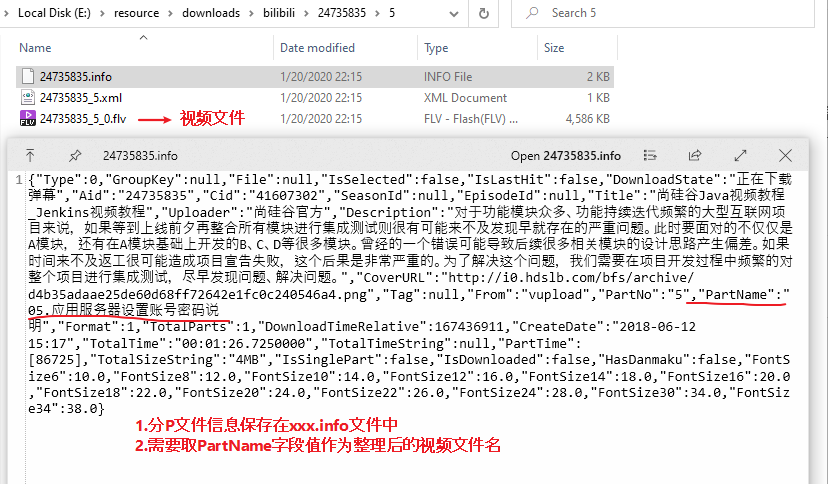 Local Disk (E:) > resource > downloads > bilibili > 24735835 > 5
Search 5
Name Date modified Type Size
24735835.info 1/20/2020 22:15 INFO File 2 KB
24735835_5.xml 1/20/2020 22:15 XML Document 1 KB
24735835_5_0.flv 视频文件 1/20/2020 22:15 FLV - Flash(FLV) ... 4,586 KB
24735835.info Open 24735835.info
1 {"Type":0,"GroupKey":null,"File":null,"IsSelected":false,"IsLastHit":false,"DownloadState":"正在下载
弹幕","Aid":"24735835","Cid":"41607302","SeasonId":null,"EpisodeId":null,"Title":"尚硅谷Java视频教程
_Jenkins视频教程","Uploader":"尚硅谷官方","Description":"对于功能模块众多、功能持续迭代频繁的大型互联网项
目来说，如果等到上线前夕再整合所有模块进行集成测试则很有可能来不及发现早就存在的严重问题。此时要面对的不仅仅是
A模块，还有在A模块基础上开发的B、C、D等很多模块。曾经的一个错误可能导致后续很多相关模块的设计思路产生偏差。如果
时间来不及返工很可能造成项目宣告失败，这个后果是非常严重的。为了解决这个问题，我们需要在项目开发过程中频繁的对
整个项目进行集成测试，尽早发现问题、解决问题。","CoverURL":"http://i0.hdslb.com/bfs/archive/
d4b35adaae25de60d68ff72642e1fc0c240546a4.png","Tag":null,"From":"vupload","PartNo":"5","PartName":"
05.应用服务器设置账号密码说
明","Format":1,"TotalParts":1,"DownloadTimeRelative":167436911,"CreateDate":"2018-06-12
15:17","TotalTime":"00:01:26.7250000","TotalTimeString":null,"PartTime":
[86725],"TotalSizeString":"4MB","IsSinglePart":false,"IsDownloaded":false,"HasDanmaku":false,"FontS
ize6":10.0,"FontSize8":12.0,"FontSize10":14.0,"FontSize12":16.0,"FontSize14":18.0,"FontSize16":20.0
,"FontSize18":22.0,"FontSize20":24.0,"FontSize22":26.0,"FontSize24":28.0,"FontSize30":34.0,"FontSiz
e34":38.0}
1.分P文件信息保存在xxx.info文件中
2.需要取PartName字段值作为整理后的视频文件名